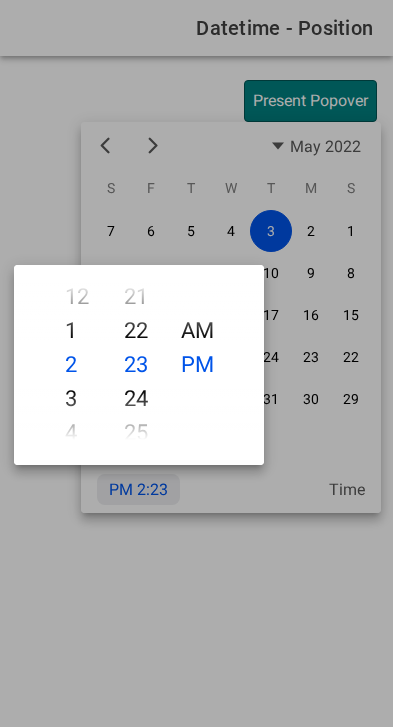 Datetime - Position
Present Popover
May 2022
S F T W T M S
7 6 5 4 3 2 1
10 9 8
17 16 15
24 23 22
31 30 29
12 21
1 22 AM
2 23 PM
3 24
4 25
PM 2:23 Time